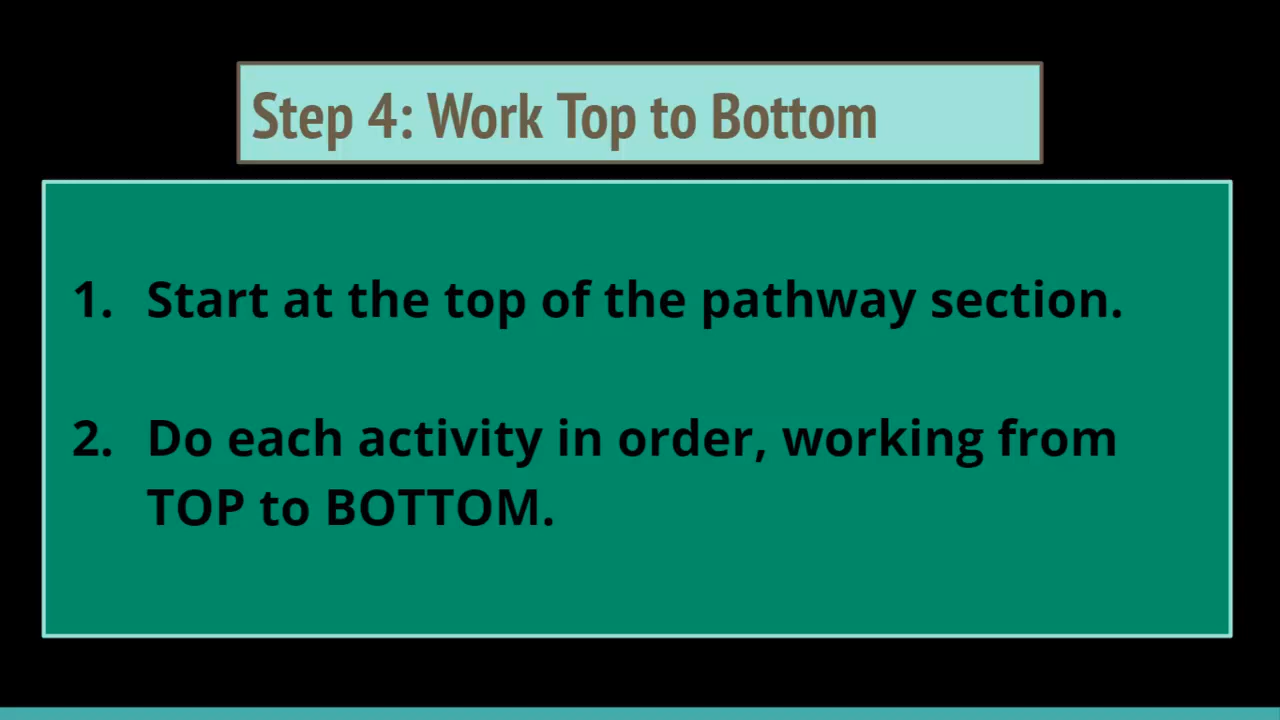 Step 4: Work Top to Bottom
1. Start at the top of the pathway section.
2. Do each activity in order, working from
TOP to BOTTOM.